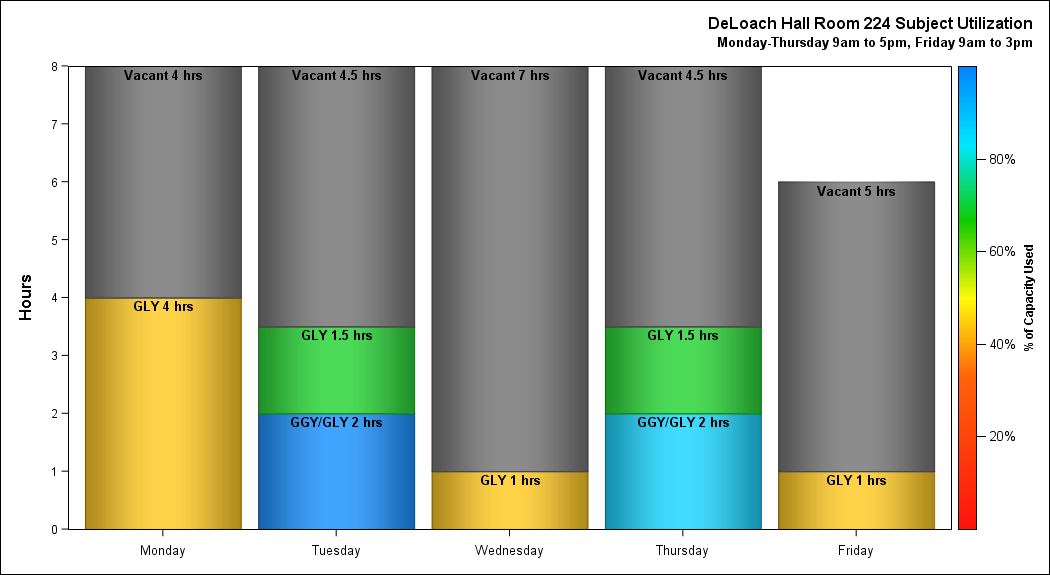 DeLoach Hall Room 224 Subject Utilization
Monday-Thursday 9am to 5pm, Friday 9am to 3pm
Hours
8
7
6
5
4
3
2
1
0
Vacant 4 hrs
GLY 4 hrs
Vacant 4.5 hrs
GLY 1.5 hrs
GGY/GLY 2 hrs
Vacant 7 hrs
GLY 1 hrs
Vacant 4.5 hrs
GLY 1.5 hrs
GGY/GLY 2 hrs
Vacant 5 hrs
GLY 1 hrs
Monday
Tuesday
Wednesday
Thursday
Friday
80%
60%
40%
20%
% of Capacity Used